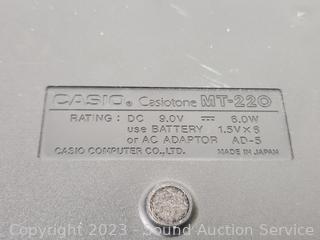 CASIO® Casiotone MT-220
RATING: DC 9.0V ⎓ 6.0W
use BATTERY 1.5V×6
or AC ADAPTOR AD-5
CASIO COMPUTER CO.,LTD. MADE IN JAPAN
Copyright © 2023 - Sound Auction Service